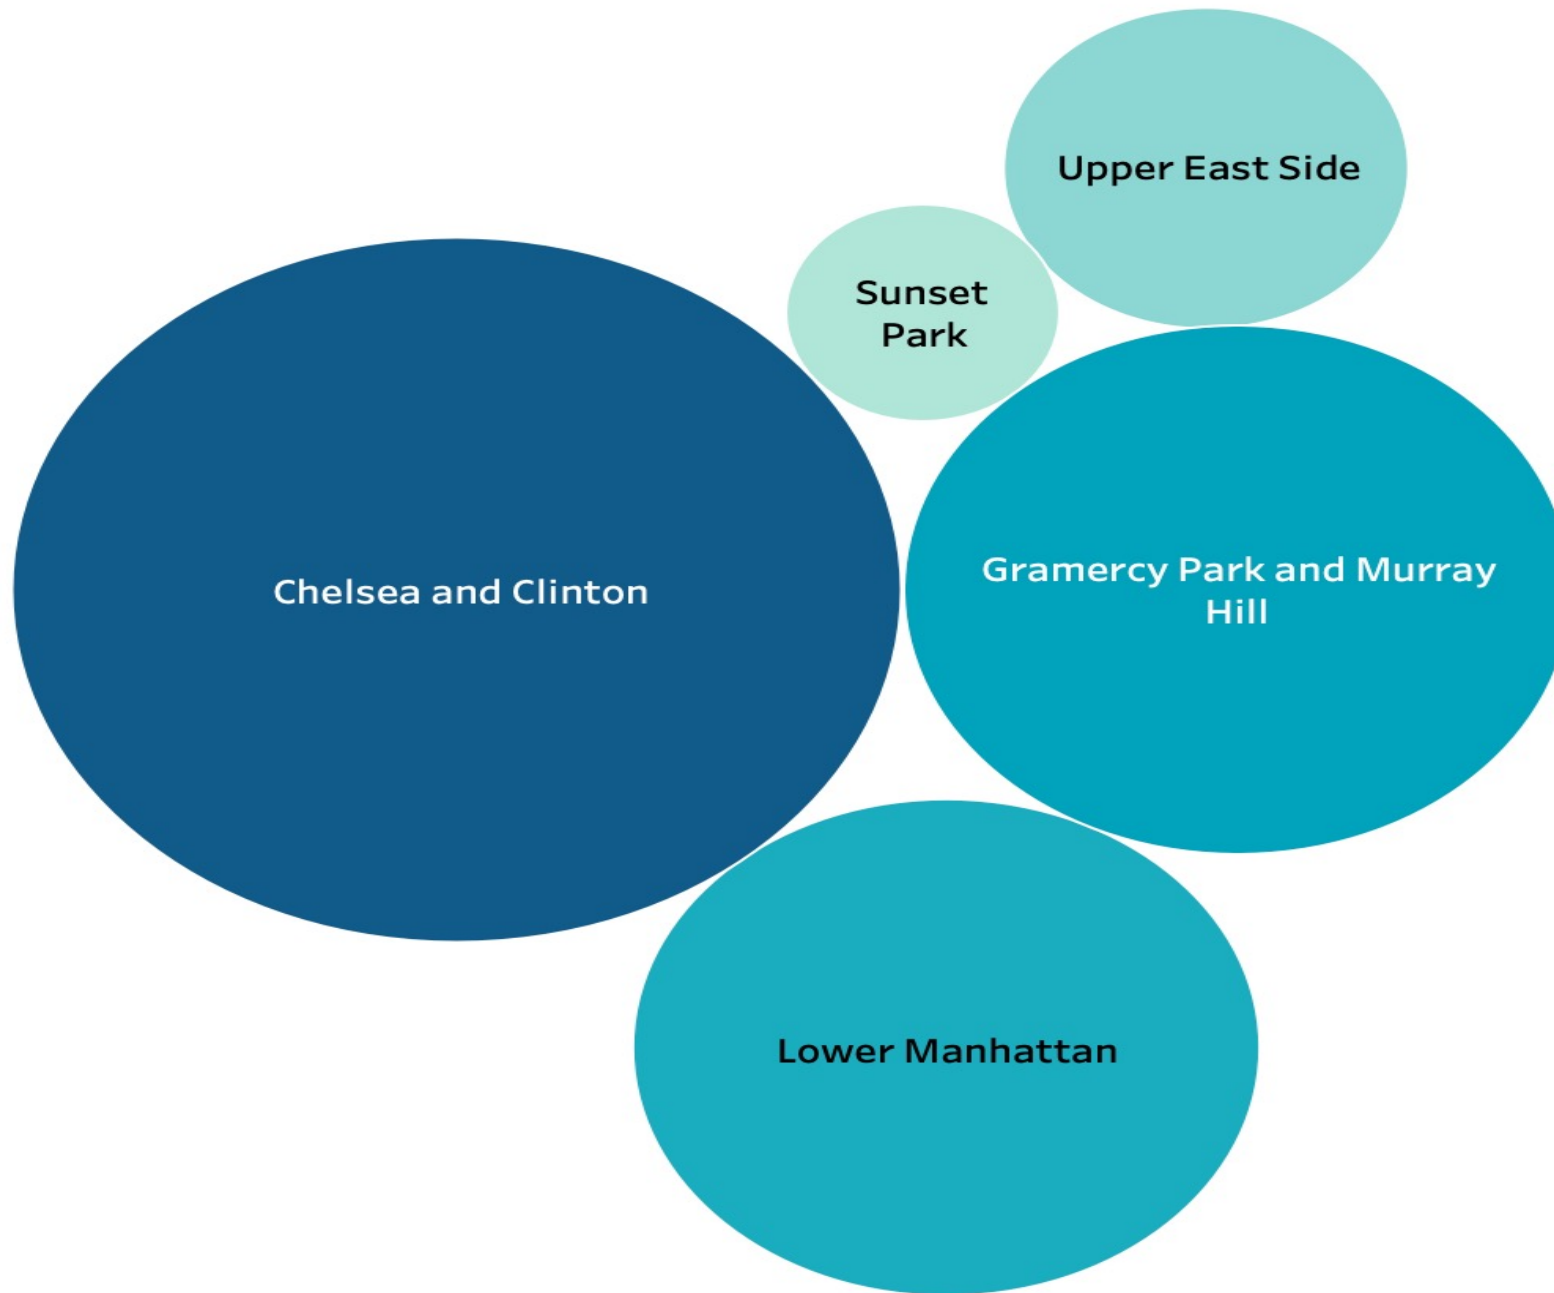 Upper East Side
Sunset
Park
Chelsea and Clinton
Gramercy Park and Murray
Hill
Lower Manhattan